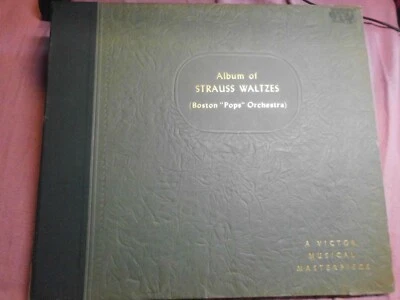 Album of
STRAUSS WALTZES
(Boston "Pops" Orchestra)
A VICTOR
MUSICAL
MASTERPIECE